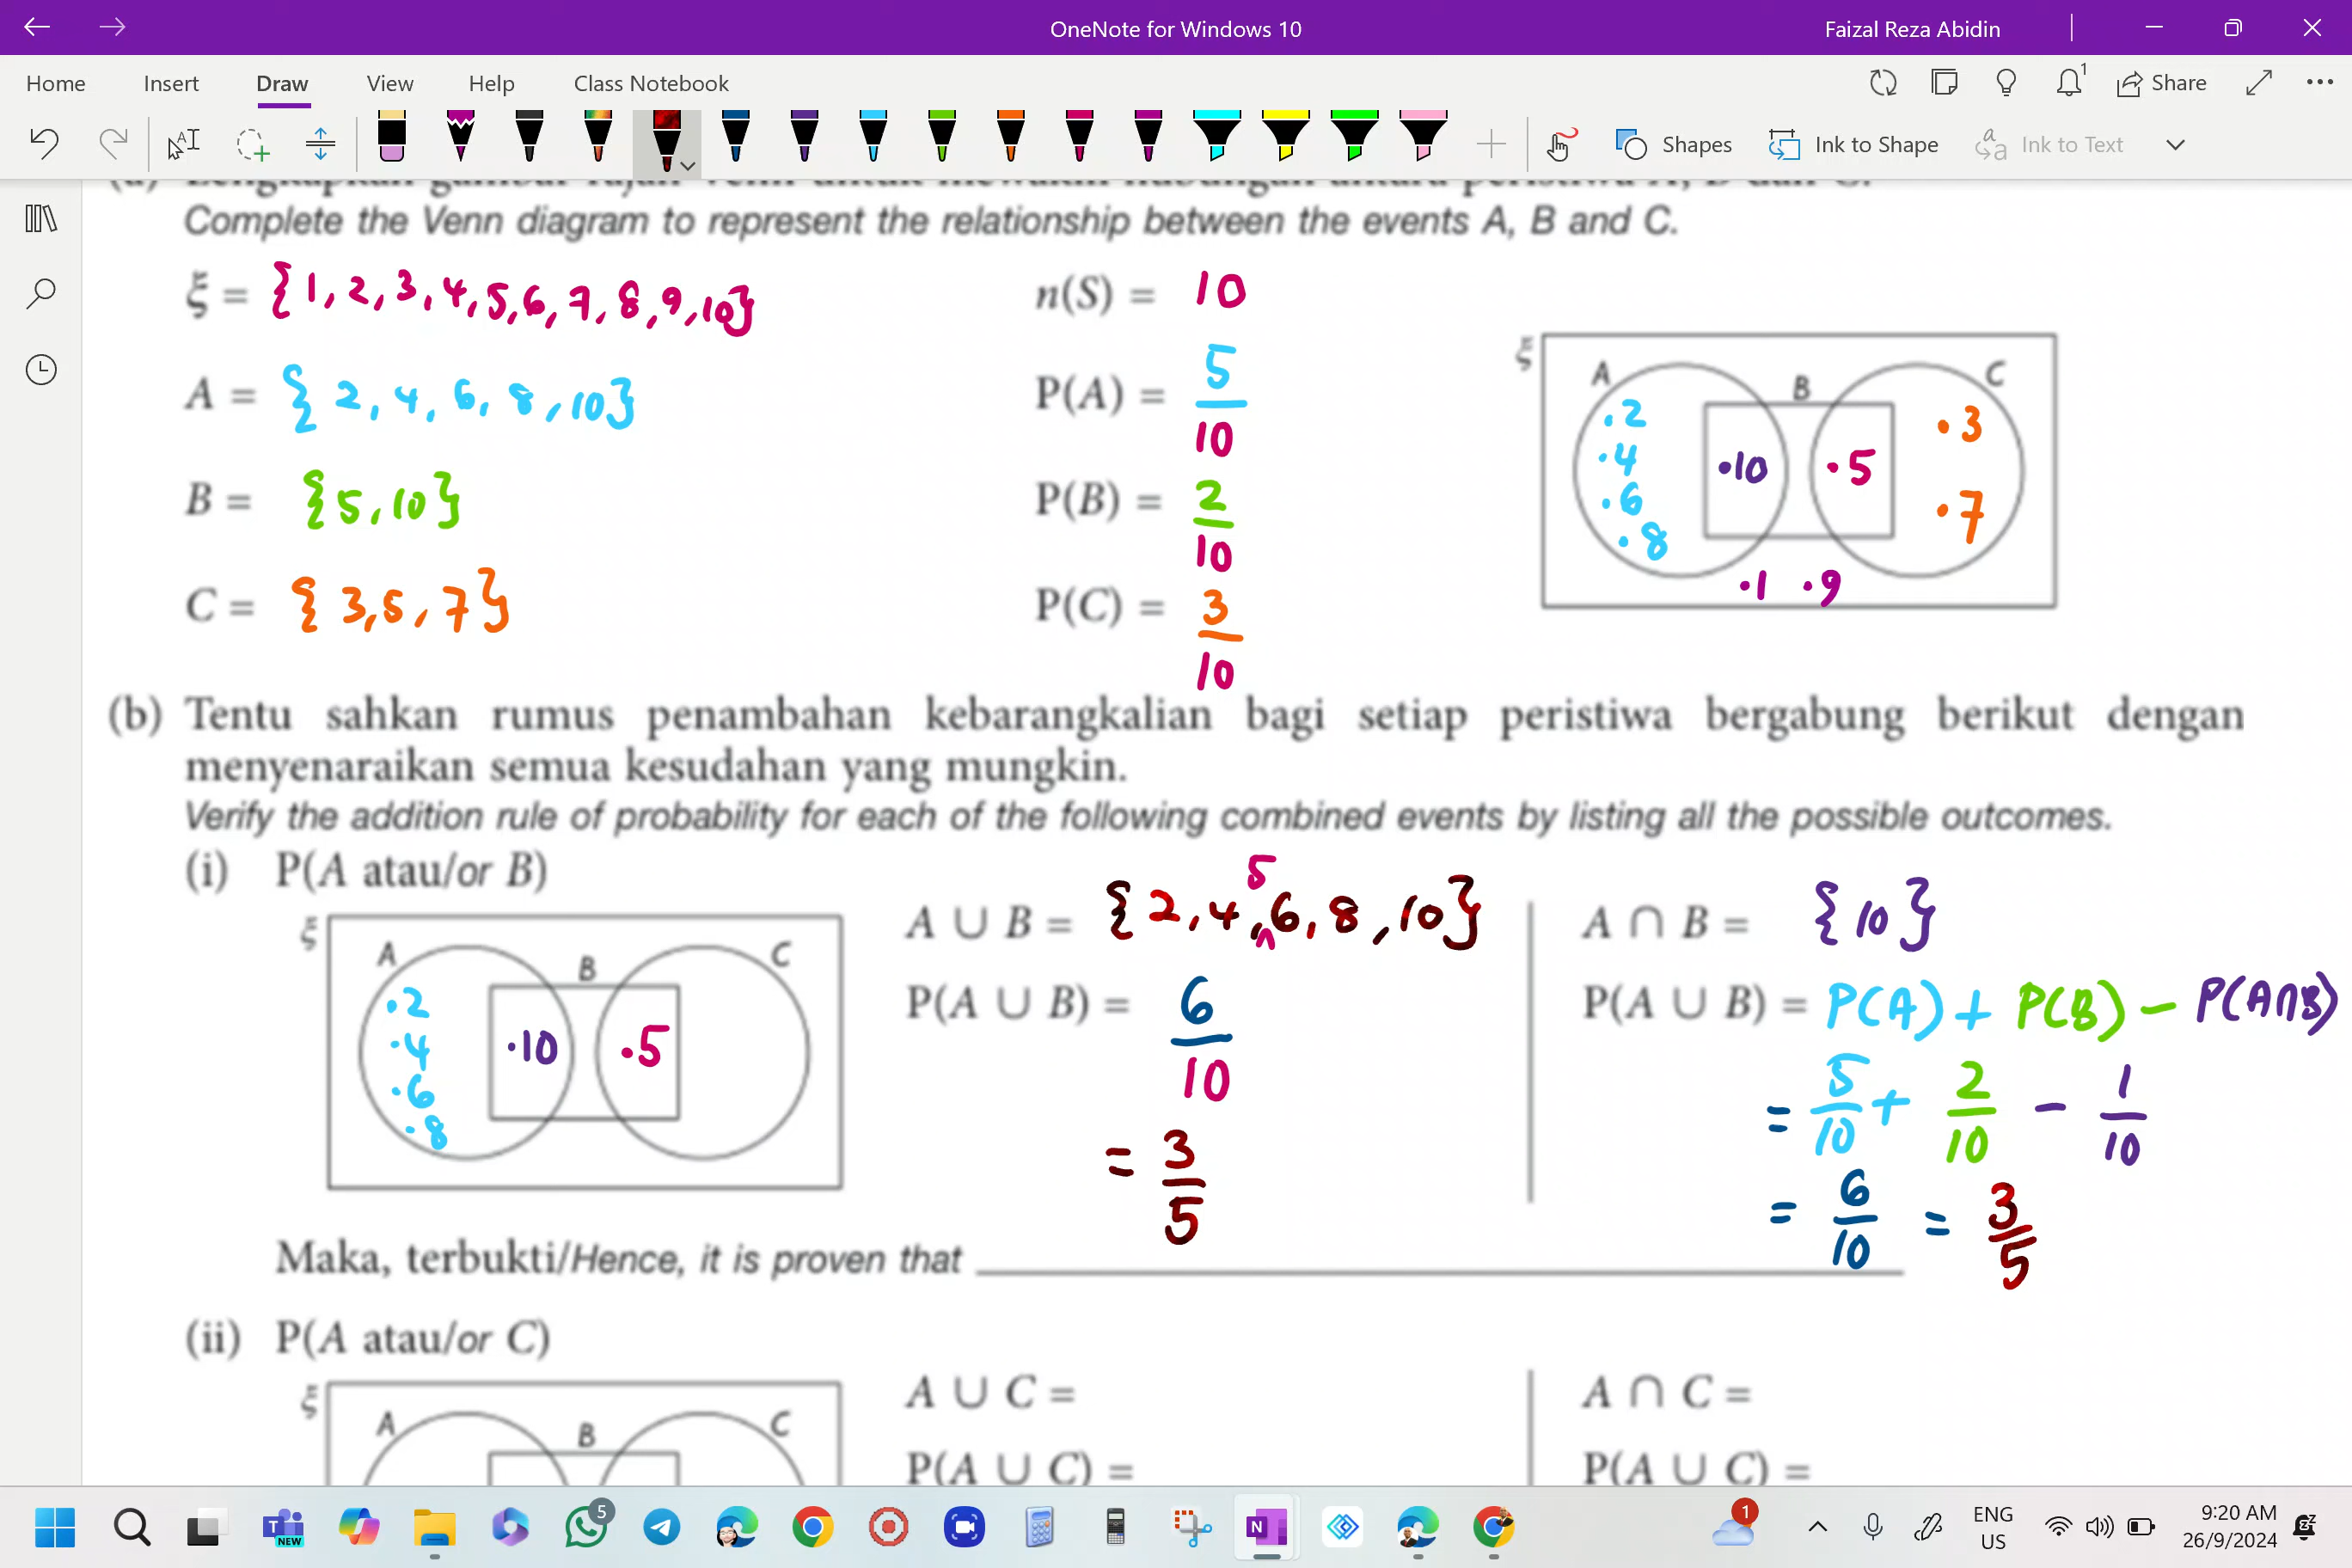 OneNote for Windows 10
Faizal Reza Abidin
Home Insert Draw View Help Class Notebook
1
Share
Shapes Ink to Shape Ink to Text
Complete the Venn diagram to represent the relationship between the events A, B and C.
ξ = {1, 2, 3, 4, 5, 6, 7, 8, 9, 10}
n(S) = 10
A = { 2, 4, 6, 8, 10}
P(A) = 5/10
B = {5, 10}
P(B) = 2/10
C = { 3, 5, 7}
P(C) = 3/10
ξ
A B C
.2 .4 .6 .8
.10 .5
.3 .7
.1 .9
(b) Tentu sahkan rumus penambahan kebarangkalian bagi setiap peristiwa bergabung berikut dengan
menyenaraikan semua kesudahan yang mungkin.
Verify the addition rule of probability for each of the following combined events by listing all the possible outcomes.
(i) P(A atau/or B)
ξ
A B C
.2 .4 .6 .8
.10 .5
5
A ∪ B = {2, 4, ^ 6, 8, 10}
P(A ∪ B) = 6/10
= 3/5
A ∩ B = {10}
P(A ∪ B) = P(A) + P(B) − P(A∩B)
= 5/10 + 2/10 − 1/10
= 6/10 = 3/5
Maka, terbukti/Hence, it is proven that
(ii) P(A atau/or C)
ξ
A B C
A ∪ C =
P(A ∪ C) =
A ∩ C =
P(A ∪ C) =
NEW
5
1
ENG
US
9:20 AM
26/9/2024